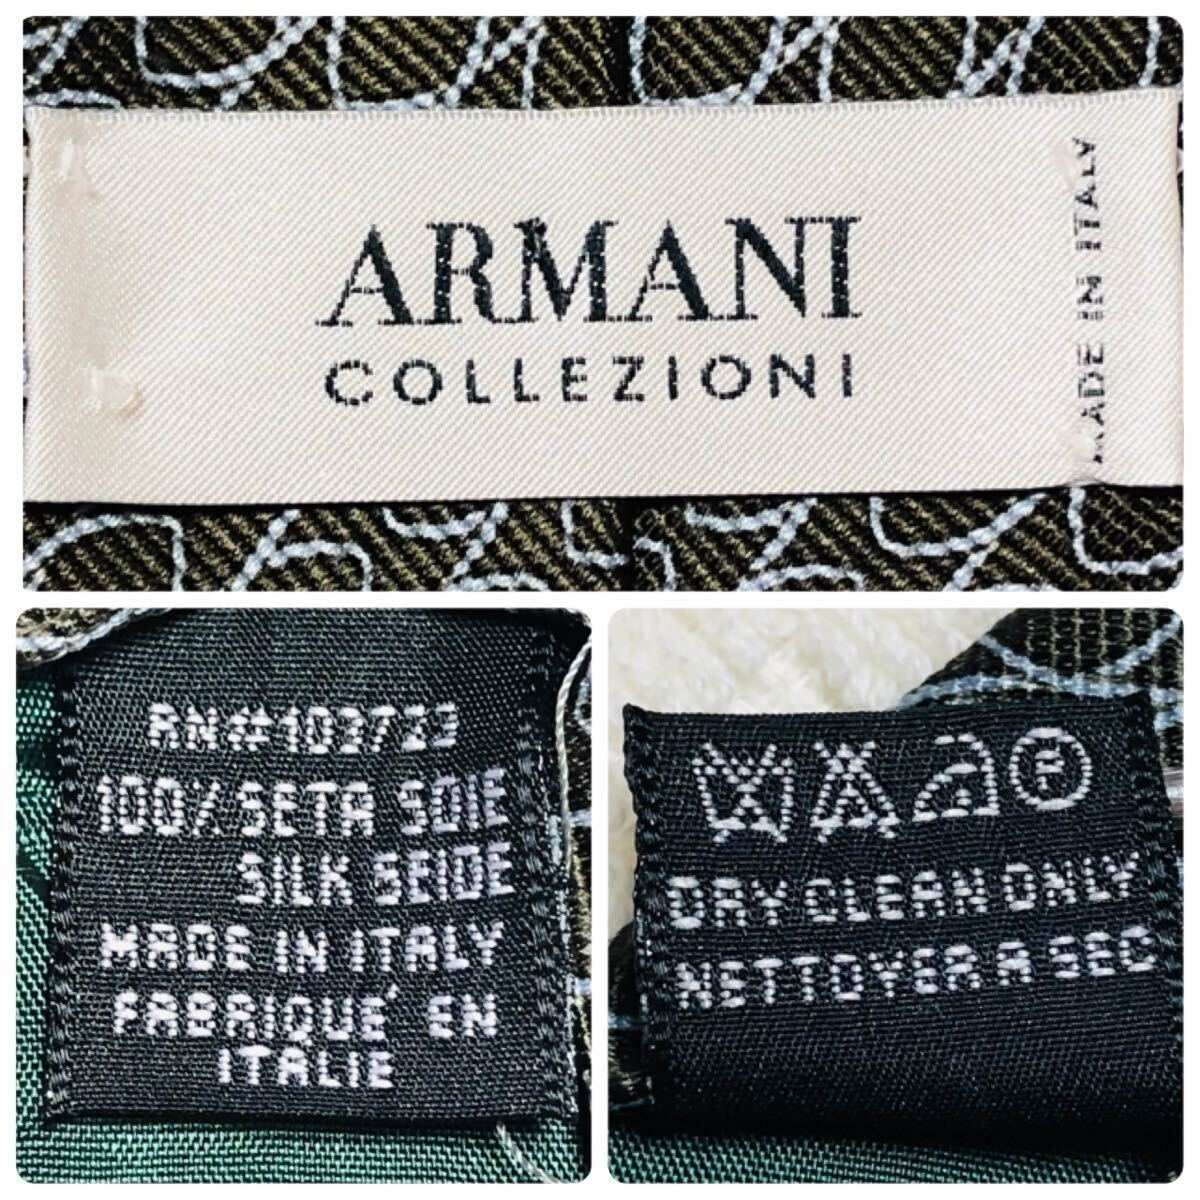 ARMANI
COLLEZIONI
MADE IN ITALY
RN#103733
100% SETA SOIE
SILK SEIDE
MADE IN ITALY
FABRIQUÉ EN
ITALIE
P
DRY CLEAN ONLY
NETTOYER A SEC